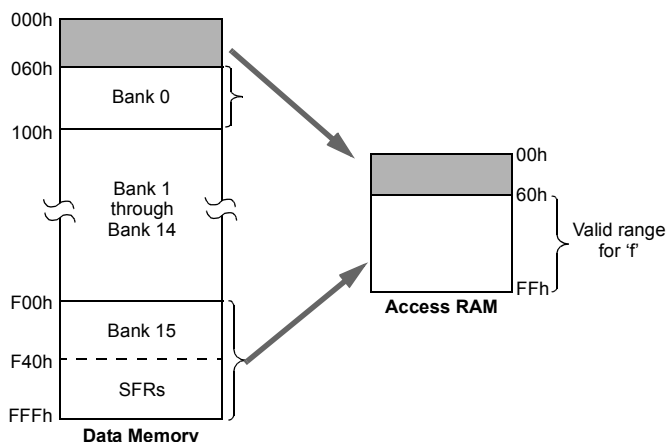 000h
060h
Bank 0
100h
Bank 1
through
Bank 14
F00h
Bank 15
F40h
SFRs
FFFh
Data Memory
00h
60h
Valid range
for ‘f’
FFh
Access RAM